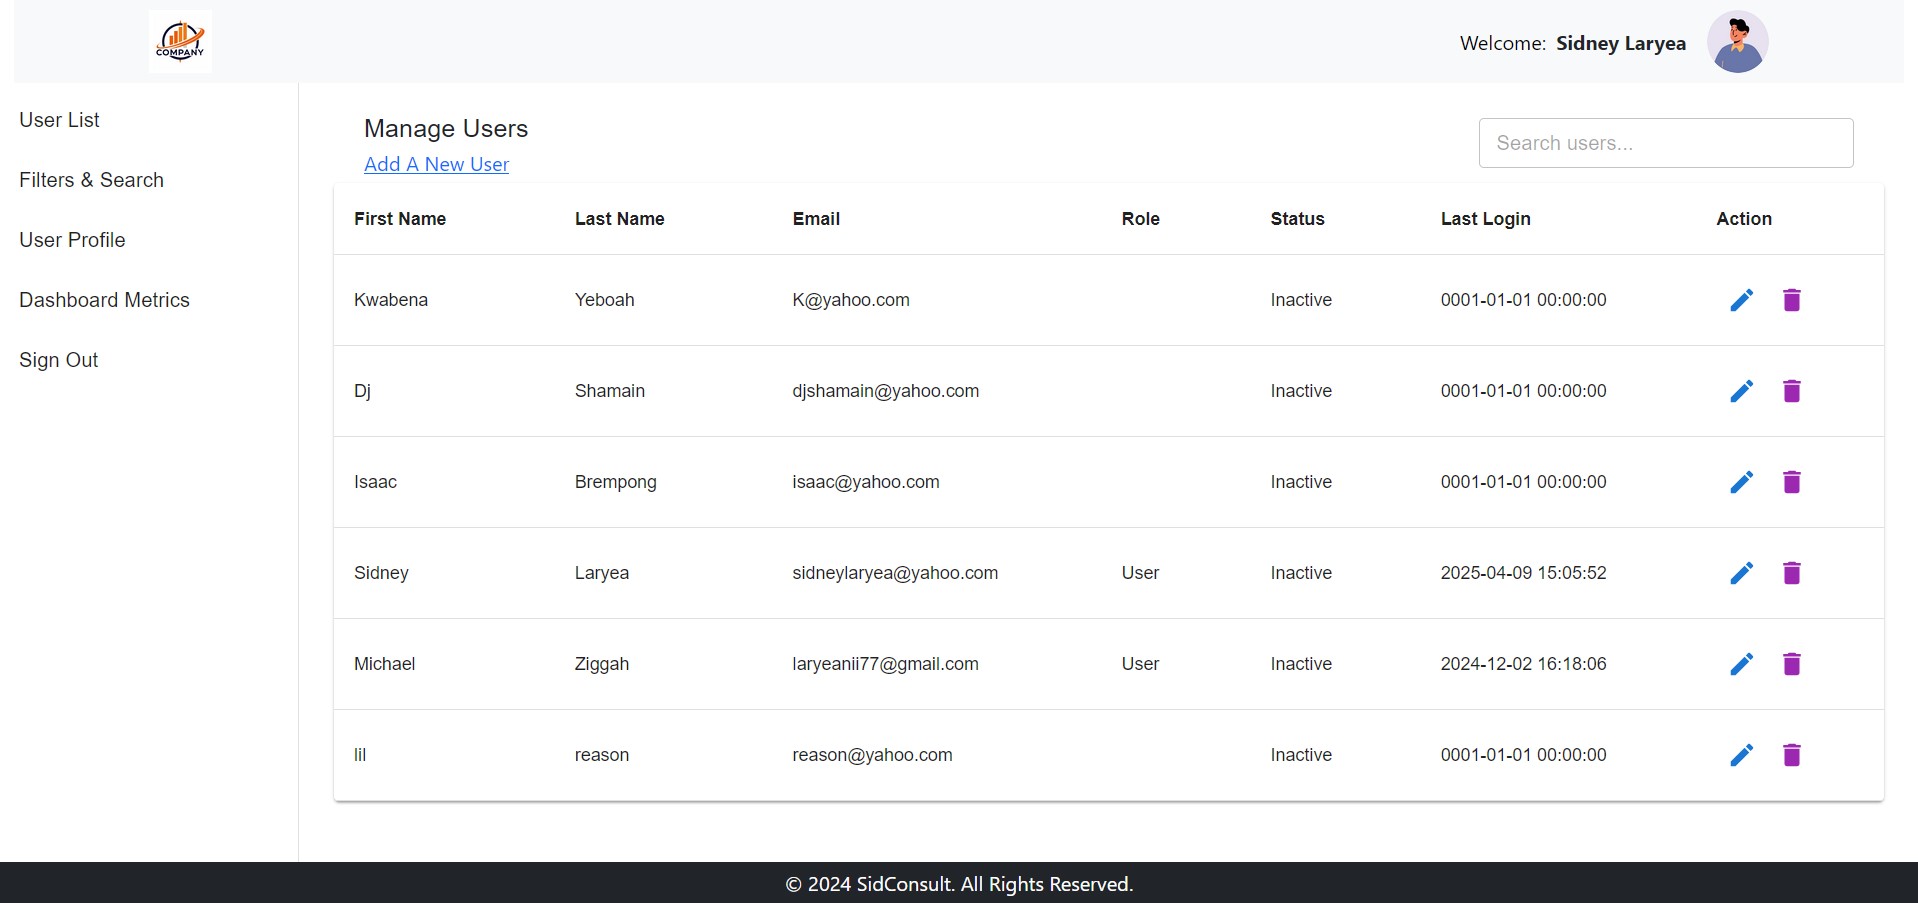 COMPANY
Welcome: Sidney Laryea
User List
Filters & Search
User Profile
Dashboard Metrics
Sign Out
Manage Users
Add A New User
Search users...
First Name Last Name Email Role Status Last Login Action
Kwabena Yeboah K@yahoo.com Inactive 0001-01-01 00:00:00
Dj Shamain djshamain@yahoo.com Inactive 0001-01-01 00:00:00
Isaac Brempong isaac@yahoo.com Inactive 0001-01-01 00:00:00
Sidney Laryea sidneylaryea@yahoo.com User Inactive 2025-04-09 15:05:52
Michael Ziggah laryeanii77@gmail.com User Inactive 2024-12-02 16:18:06
lil reason reason@yahoo.com Inactive 0001-01-01 00:00:00
© 2024 SidConsult. All Rights Reserved.